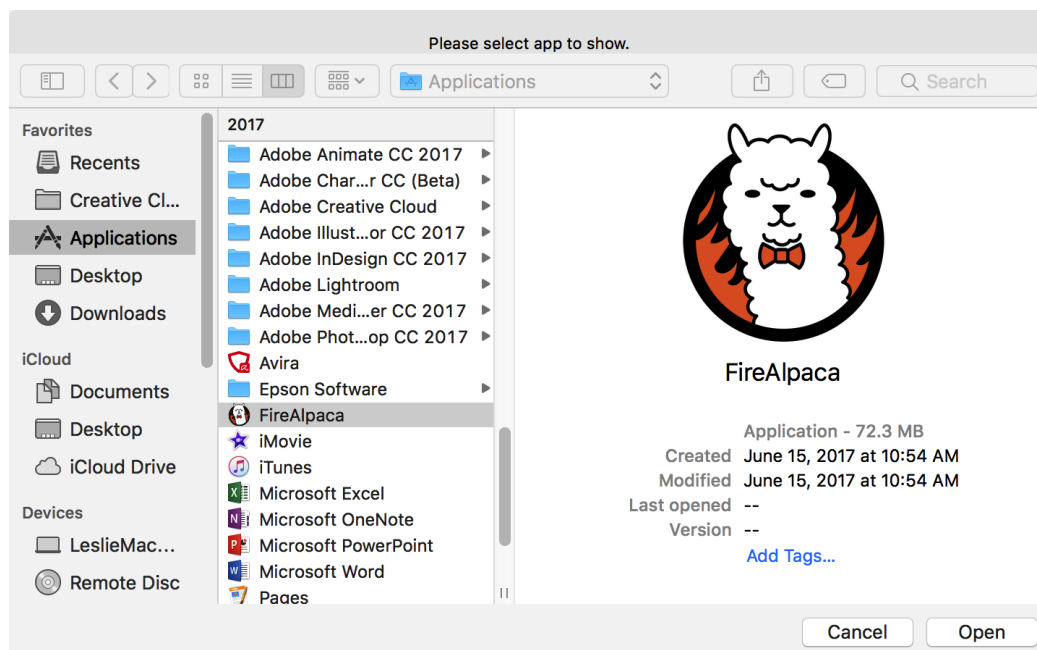 Please select app to show.
Applications
Search
Favorites
Recents
Creative Cl...
Applications
Desktop
Downloads
iCloud
Documents
Desktop
iCloud Drive
Devices
LeslieMac...
Remote Disc
2017
Adobe Animate CC 2017
Adobe Char...r CC (Beta)
Adobe Creative Cloud
Adobe Illust...or CC 2017
Adobe InDesign CC 2017
Adobe Lightroom
Adobe Medi...er CC 2017
Adobe Phot...op CC 2017
Avira
Epson Software
FireAlpaca
iMovie
iTunes
Microsoft Excel
Microsoft OneNote
Microsoft PowerPoint
Microsoft Word
Pages
FireAlpaca
Application - 72.3 MB
Created June 15, 2017 at 10:54 AM
Modified June 15, 2017 at 10:54 AM
Last opened --
Version --
Add Tags...
Cancel
Open